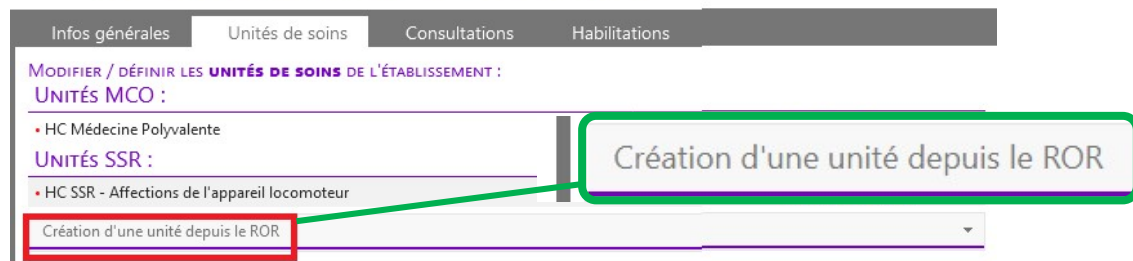 Infos générales Unités de soins Consultations Habilitations
MODIFIER / DÉFINIR LES UNITÉS DE SOINS DE L'ÉTABLISSEMENT :
UNITÉS MCO :
• HC Médecine Polyvalente
UNITÉS SSR :
• HC SSR - Affections de l'appareil locomoteur
Création d'une unité depuis le ROR
Création d'une unité depuis le ROR